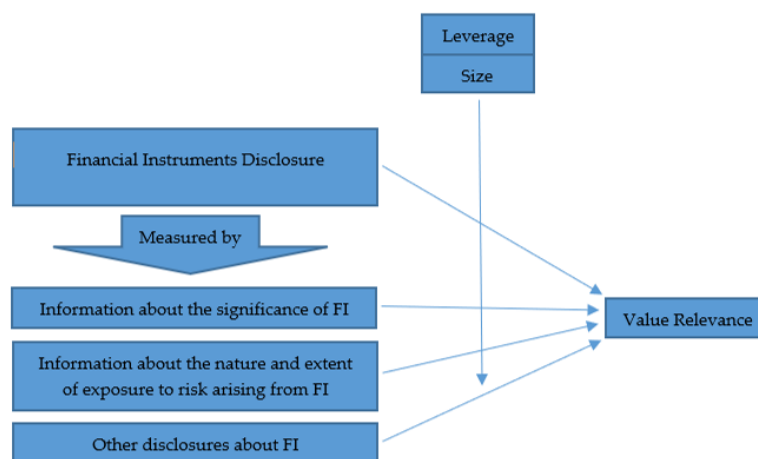 Leverage
Size
Financial Instruments Disclosure
Measured by
Information about the significance of FI
Value Relevance
Information about the nature and extent
of exposure to risk arising from FI
Other disclosures about FI